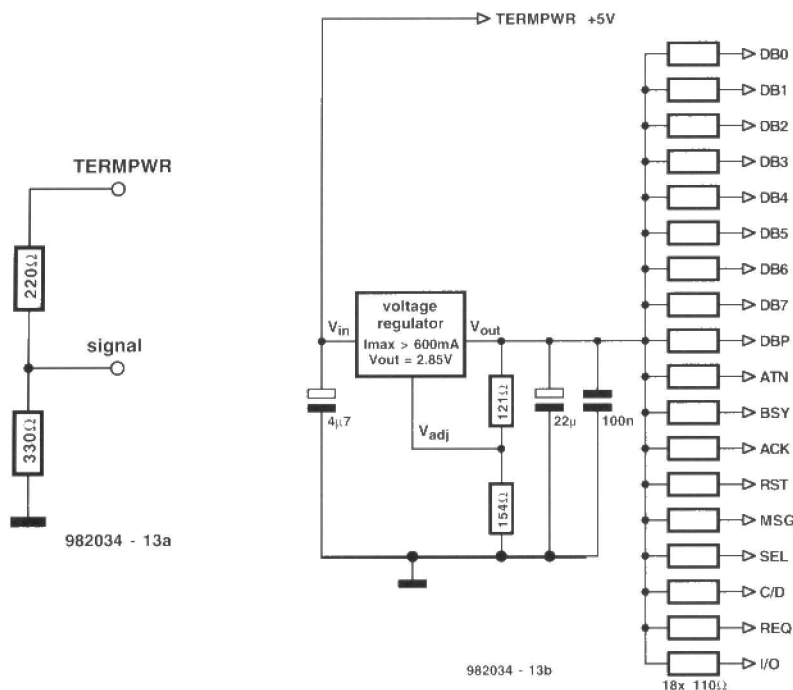 TERMPWR
220Ω
signal
330Ω
982034 - 13a
TERMPWR +5V
voltage
regulator
Imax > 600mA
Vout = 2.85V
Vin
Vout
Vadj
4µ7
121Ω
154Ω
22µ
100n
982034 - 13b
DB0
DB1
DB2
DB3
DB4
DB5
DB6
DB7
DBP
ATN
BSY
ACK
RST
MSG
SEL
C/D
REQ
I/O
18x 110Ω